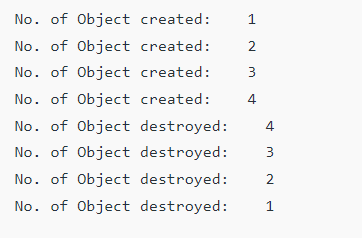 No. of Object created:    1
No. of Object created:    2
No. of Object created:    3
No. of Object created:    4
No. of Object destroyed:    4
No. of Object destroyed:    3
No. of Object destroyed:    2
No. of Object destroyed:    1